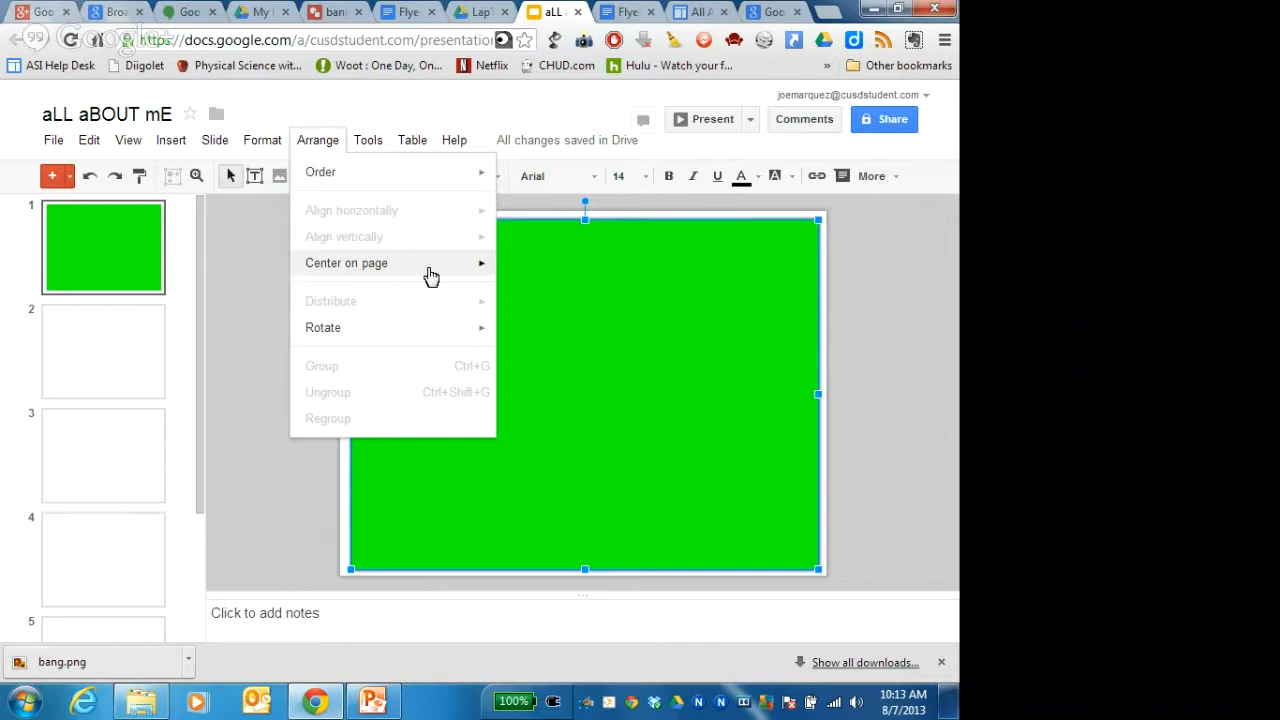 Goo
Broa
Goo
My
bani
Flye
LapT
aLL
Flye
All A
Goo
99
Google+
https://docs.google.com/a/cusdstudent.com/presentation
ASI Help Desk
Diigolet
Physical Science wit...
Woot : One Day, On...
Netflix
CHUD.com
Hulu - Watch your f...
»
Other bookmarks
joemarquez@cusdstudent.com
aLL aBOUT mE
Present
Comments
Share
File Edit View Insert Slide Format Arrange Tools Table Help All changes saved in Drive
Arial 14 B I U A A More
Order
Align horizontally
Align vertically
Center on page
Distribute
Rotate
Group Ctrl+G
Ungroup Ctrl+Shift+G
Regroup
1
2
3
4
5
Click to add notes
bang.png
Show all downloads...
100%
10:13 AM
8/7/2013